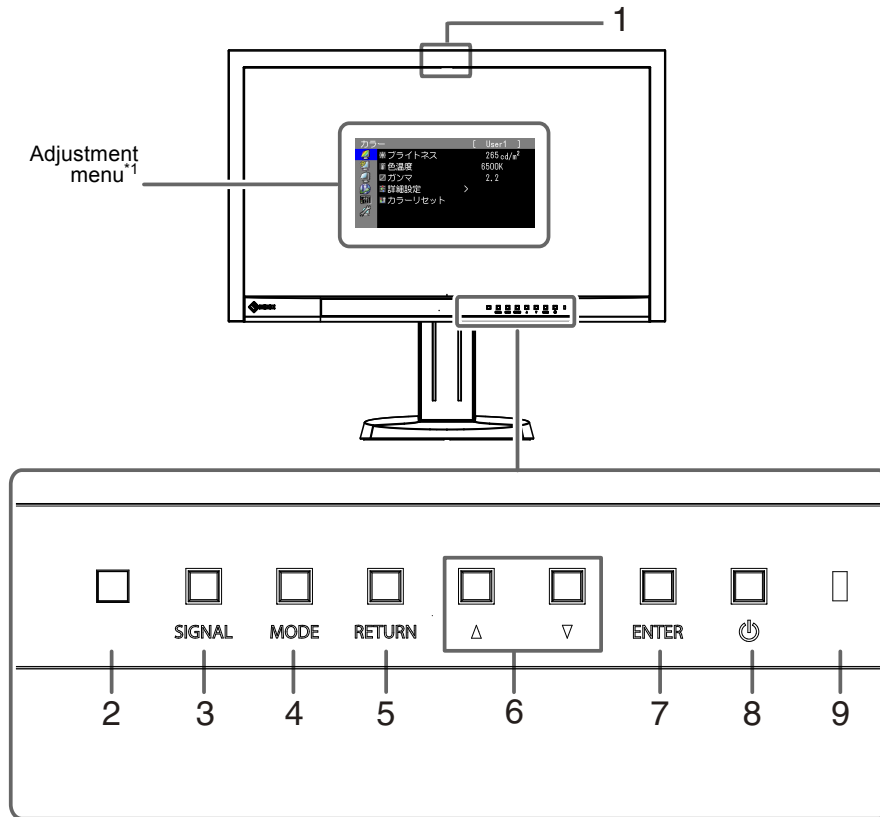 1
Adjustment
menu*1
カラー [ User1 ]
ブライトネス 265 cd/m²
色温度 6500K
ガンマ 2.2
詳細設定 >
カラーリセット
EIZO
SIGNAL MODE RETURN △ ▽ ENTER
2 3 4 5 6 7 8 9